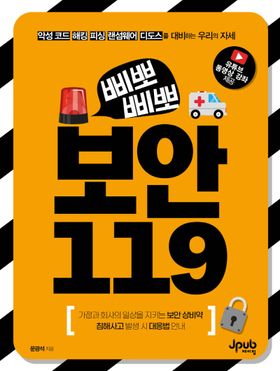 악성 코드 해킹 피싱 랜섬웨어 디도스를 대비하는 우리의 자세
유튜브
동영상 강좌
제공
삐뽀
삐뽀
보안
119
가정과 회사의 일상을 지키는 보안 상비약
침해사고 발생 시 대응법 안내
문광석 지음
Jpub
제이펍